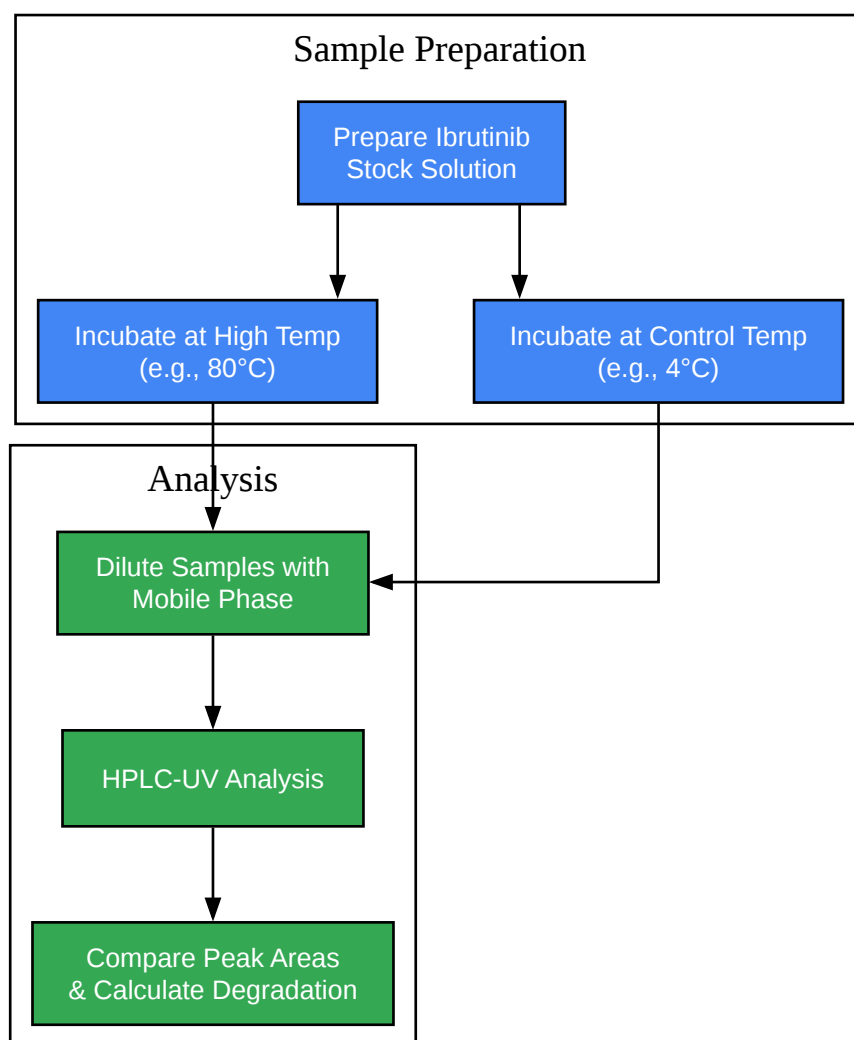 Sample Preparation
Prepare Ibrutinib
Stock Solution
Incubate at High Temp
(e.g., 80°C)
Incubate at Control Temp
(e.g., 4°C)
Analysis
Dilute Samples with
Mobile Phase
HPLC-UV Analysis
Compare Peak Areas
& Calculate Degradation